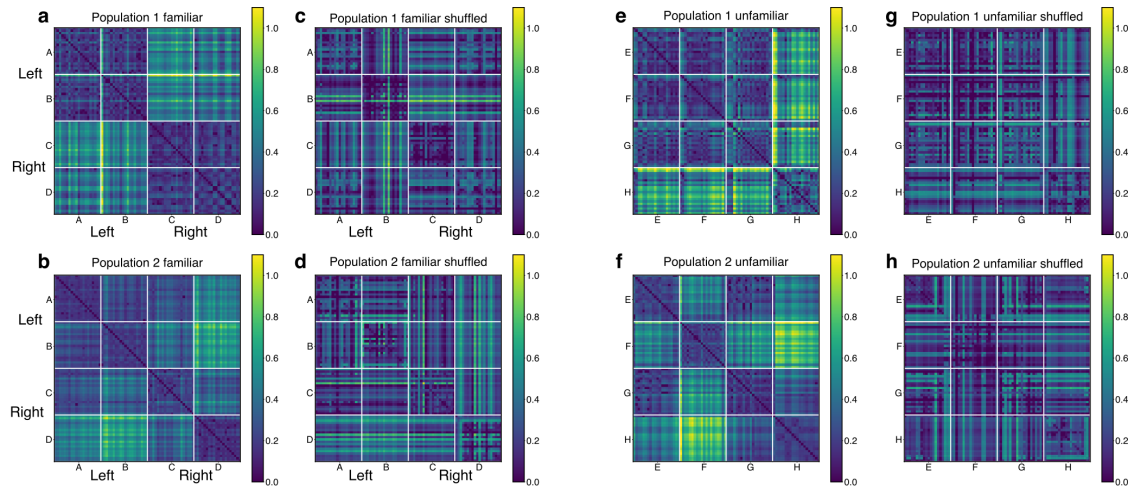 a Population 1 familiar
Left
Right
A
B
C
D
A B C D
Left Right
1.0
0.8
0.6
0.4
0.2
0.0
c Population 1 familiar shuffled
A
B
C
D
A B C D
Left Right
1.0
0.8
0.6
0.4
0.2
0.0
e Population 1 unfamiliar
E
F
G
H
E F G H
1.0
0.8
0.6
0.4
0.2
0.0
g Population 1 unfamiliar shuffled
E
F
G
H
E F G H
1.0
0.8
0.6
0.4
0.2
0.0
b Population 2 familiar
Left
Right
A
B
C
D
A B C D
Left Right
1.0
0.8
0.6
0.4
0.2
0.0
d Population 2 familiar shuffled
A
B
C
D
A B C D
Left Right
1.0
0.8
0.6
0.4
0.2
0.0
f Population 2 unfamiliar
E
F
G
H
E F G H
1.0
0.8
0.6
0.4
0.2
0.0
h Population 2 unfamiliar shuffled
E
F
G
H
E F G H
1.0
0.8
0.6
0.4
0.2
0.0